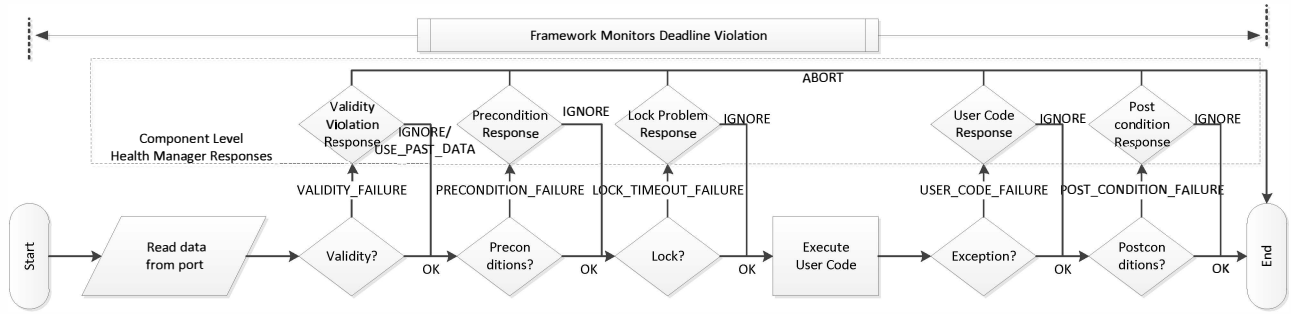 Framework Monitors Deadline Violation
ABORT
Validity
Violation
Response
IGNORE/
USE_PAST_DATA
Precondition
Response
IGNORE
Lock Problem
Response
IGNORE
User Code
Response
IGNORE
Post
condition
Response
IGNORE
Component Level
Health Manager Responses
VALIDITY_FAILURE
PRECONDITION_FAILURE
LOCK_TIMEOUT_FAILURE
USER_CODE_FAILURE
POST_CONDITION_FAILURE
Start
Read data
from port
Validity?
OK
Precon
ditions?
OK
Lock?
OK
Execute
User Code
Exception?
OK
Postcon
ditions?
OK
End